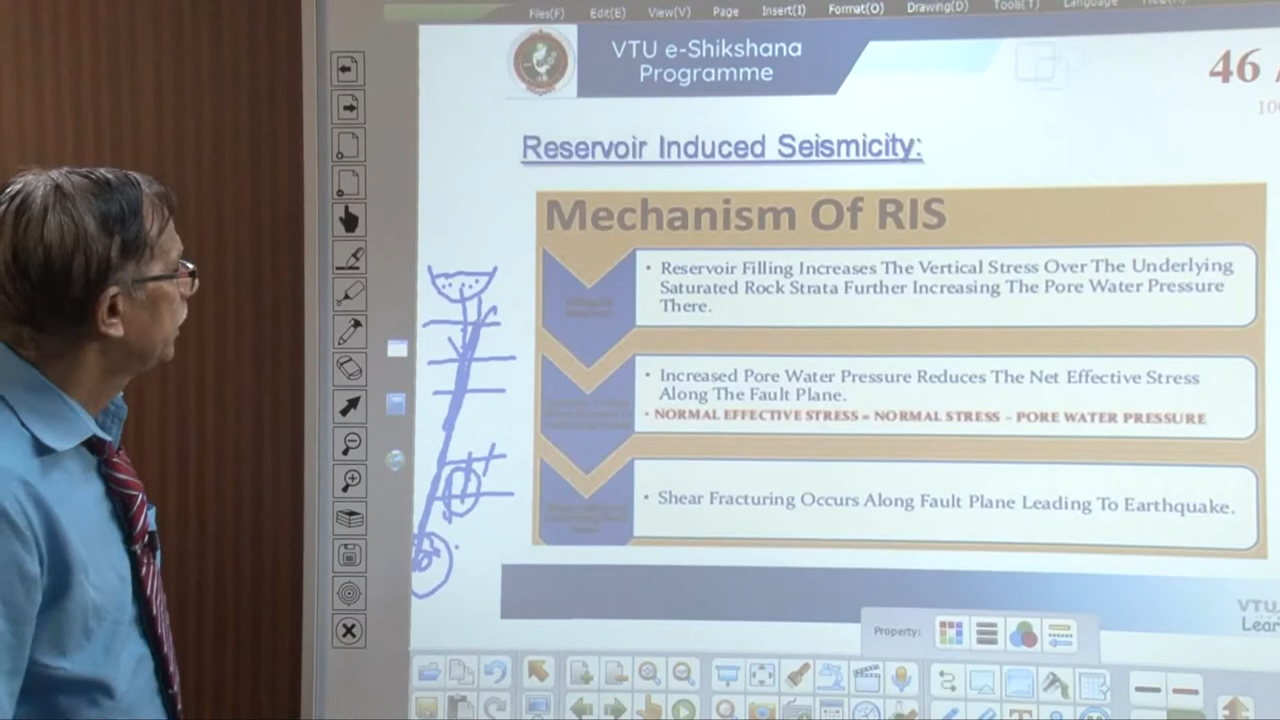 Files(F) Edit(E) View(V) Page Insert(I) Format(O) Drawing(D) Tools(T) Language
VTU e-Shikshana
Programme
46
Reservoir Induced Seismicity:
Mechanism Of RIS
• Reservoir Filling Increases The Vertical Stress Over The Underlying
Saturated Rock Strata Further Increasing The Pore Water Pressure
There.
• Increased Pore Water Pressure Reduces The Net Effective Stress
Along The Fault Plane.
• NORMAL EFFECTIVE STRESS = NORMAL STRESS – PORE WATER PRESSURE
• Shear Fracturing Occurs Along Fault Plane Leading To Earthquake.
VTU
Property: